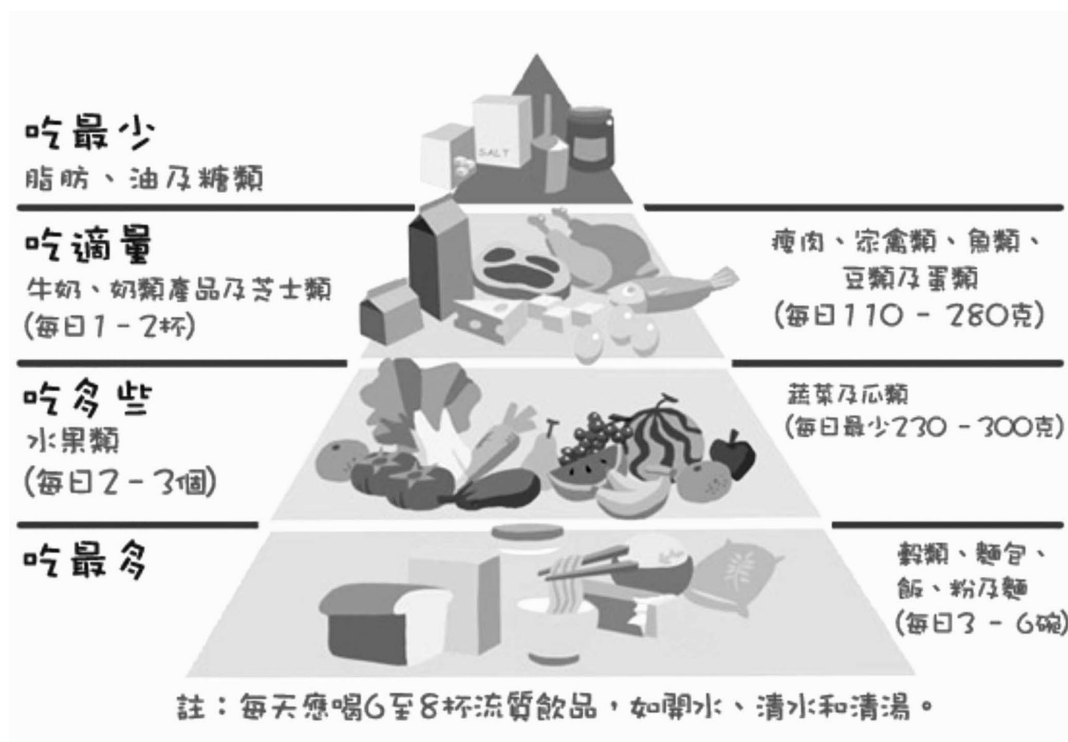 吃最少
脂肪、油及糖類
SALT
吃適量
牛奶、奶類產品及芝士類
(每日1-2杯)
瘦肉、家禽類、魚類、
豆類及蛋類
(每日110 - 280克)
吃多些
水果類
(每日2-3個)
蔬菜及瓜類
(每日最少230 -300克)
吃最多
穀類、麵包、
飯、粉及麵
(每日3 - 6碗)
註：每天應喝6至8杯流質飲品，如開水、清水和清湯。